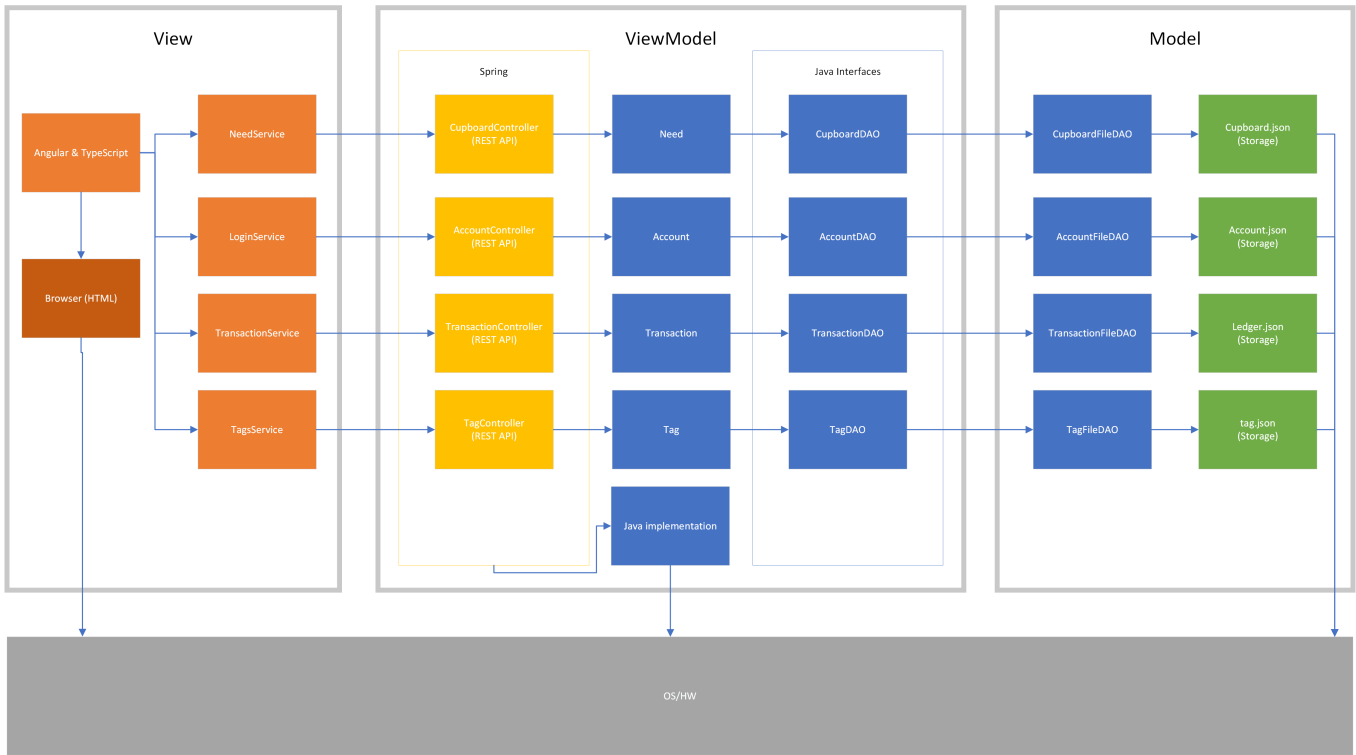 View
ViewModel
Model
Spring
Java Interfaces
Angular & TypeScript
Browser (HTML)
NeedService
CupboardController
(REST API)
Need
CupboardDAO
CupboardFileDAO
Cupboard.json
(Storage)
LoginService
AccountController
(REST API)
Account
AccountDAO
AccountFileDAO
Account.json
(Storage)
TransactionService
TransactionController
(REST API)
Transaction
TransactionDAO
TransactionFileDAO
Ledger.json
(Storage)
TagsService
TagController
(REST API)
Tag
TagDAO
TagFileDAO
tag.json
(Storage)
Java implementation
OS/HW